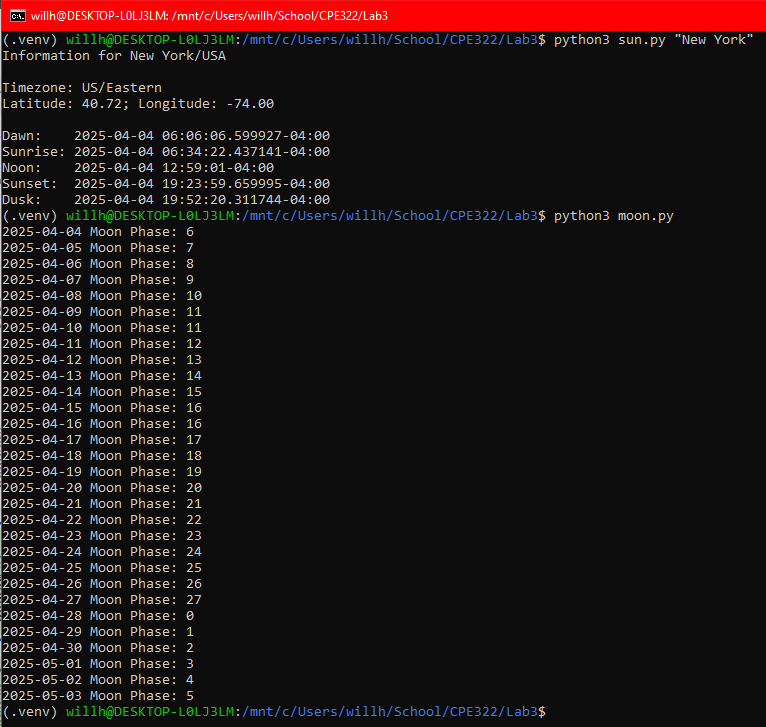 willh@DESKTOP-L0LJ3LM: /mnt/c/Users/willh/School/CPE322/Lab3
(.venv) willh@DESKTOP-L0LJ3LM:/mnt/c/Users/willh/School/CPE322/Lab3$ python3 sun.py "New York"
Information for New York/USA
Timezone: US/Eastern
Latitude: 40.72; Longitude: -74.00
Dawn:    2025-04-04 06:06:06.599927-04:00
Sunrise: 2025-04-04 06:34:22.437141-04:00
Noon:    2025-04-04 12:59:01-04:00
Sunset:  2025-04-04 19:23:59.659995-04:00
Dusk:    2025-04-04 19:52:20.311744-04:00
(.venv) willh@DESKTOP-L0LJ3LM:/mnt/c/Users/willh/School/CPE322/Lab3$ python3 moon.py
2025-04-04 Moon Phase: 6
2025-04-05 Moon Phase: 7
2025-04-06 Moon Phase: 8
2025-04-07 Moon Phase: 9
2025-04-08 Moon Phase: 10
2025-04-09 Moon Phase: 11
2025-04-10 Moon Phase: 11
2025-04-11 Moon Phase: 12
2025-04-12 Moon Phase: 13
2025-04-13 Moon Phase: 14
2025-04-14 Moon Phase: 15
2025-04-15 Moon Phase: 16
2025-04-16 Moon Phase: 16
2025-04-17 Moon Phase: 17
2025-04-18 Moon Phase: 18
2025-04-19 Moon Phase: 19
2025-04-20 Moon Phase: 20
2025-04-21 Moon Phase: 21
2025-04-22 Moon Phase: 22
2025-04-23 Moon Phase: 23
2025-04-24 Moon Phase: 24
2025-04-25 Moon Phase: 25
2025-04-26 Moon Phase: 26
2025-04-27 Moon Phase: 27
2025-04-28 Moon Phase: 0
2025-04-29 Moon Phase: 1
2025-04-30 Moon Phase: 2
2025-05-01 Moon Phase: 3
2025-05-02 Moon Phase: 4
2025-05-03 Moon Phase: 5
(.venv) willh@DESKTOP-L0LJ3LM:/mnt/c/Users/willh/School/CPE322/Lab3$